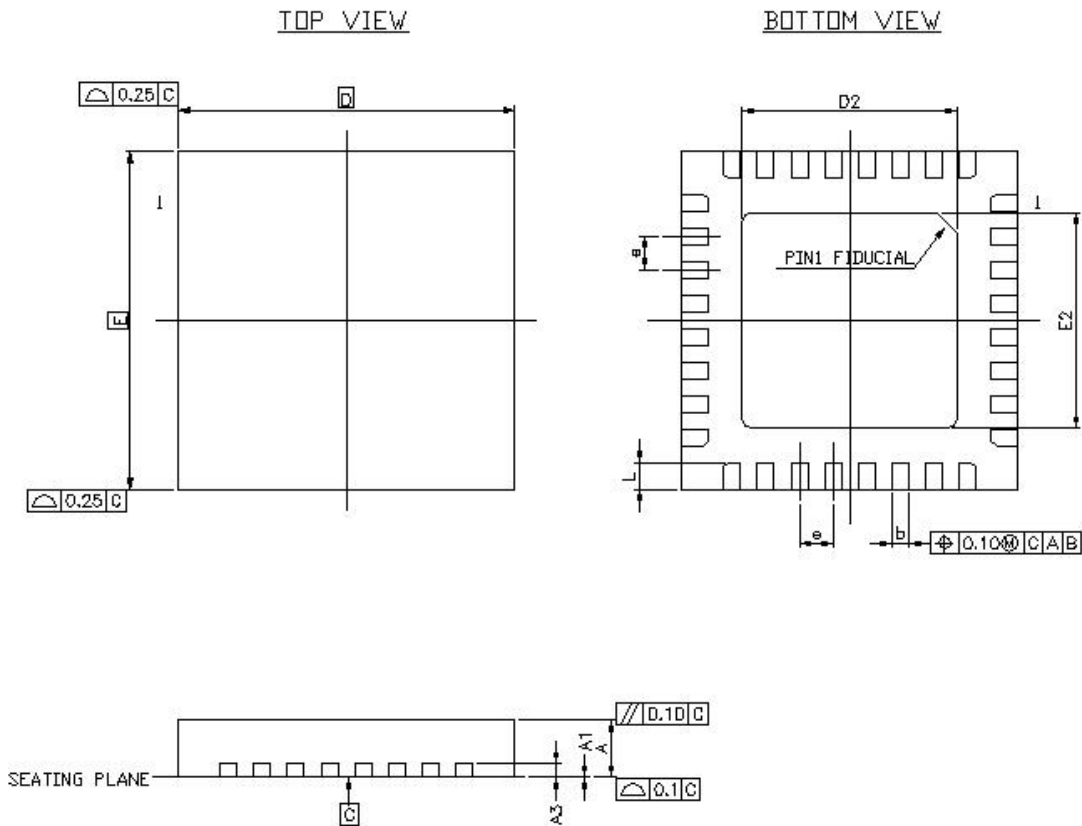 TOP VIEW
BOTTOM VIEW
⌓ 0.25 C
D
D2
1
1
e
PIN1 FIDUCIAL
E
E2
L
⌓ 0.25 C
e
b
⌖ 0.10Ⓜ C A B
// 0.10 C
A1
A
SEATING PLANE
⌓ 0.1 C
C
A3